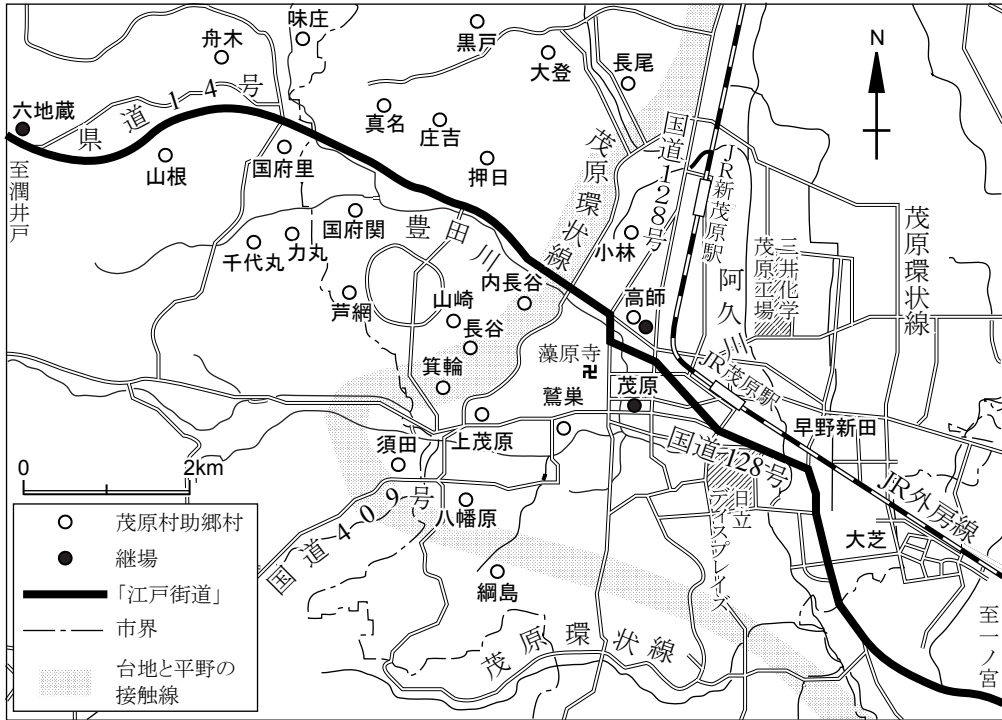 味庄
舟木
黒戸
大登
長尾
N
六地蔵
県道14号
真名
庄吉
茂原環状線
国道128号
JR新茂原駅
至潤井戸
山根
国府里
押日
国府関
豊田川
小林
阿久川
三井化学
茂原工場
茂原環状線
千代丸
力丸
芦網
山崎
内長谷
高師
長谷
藻原寺
卍
JR茂原駅
箕輪
鷲巣
茂原
上茂原
早野新田
須田
国道128号
0
2km
国道409号
八幡原
日立
ディスプレイズ
JR外房線
大芝
綱島
茂原環状線
至一ノ宮
茂原村助郷村
継場
「江戸街道」
市界
台地と平野の
接触線